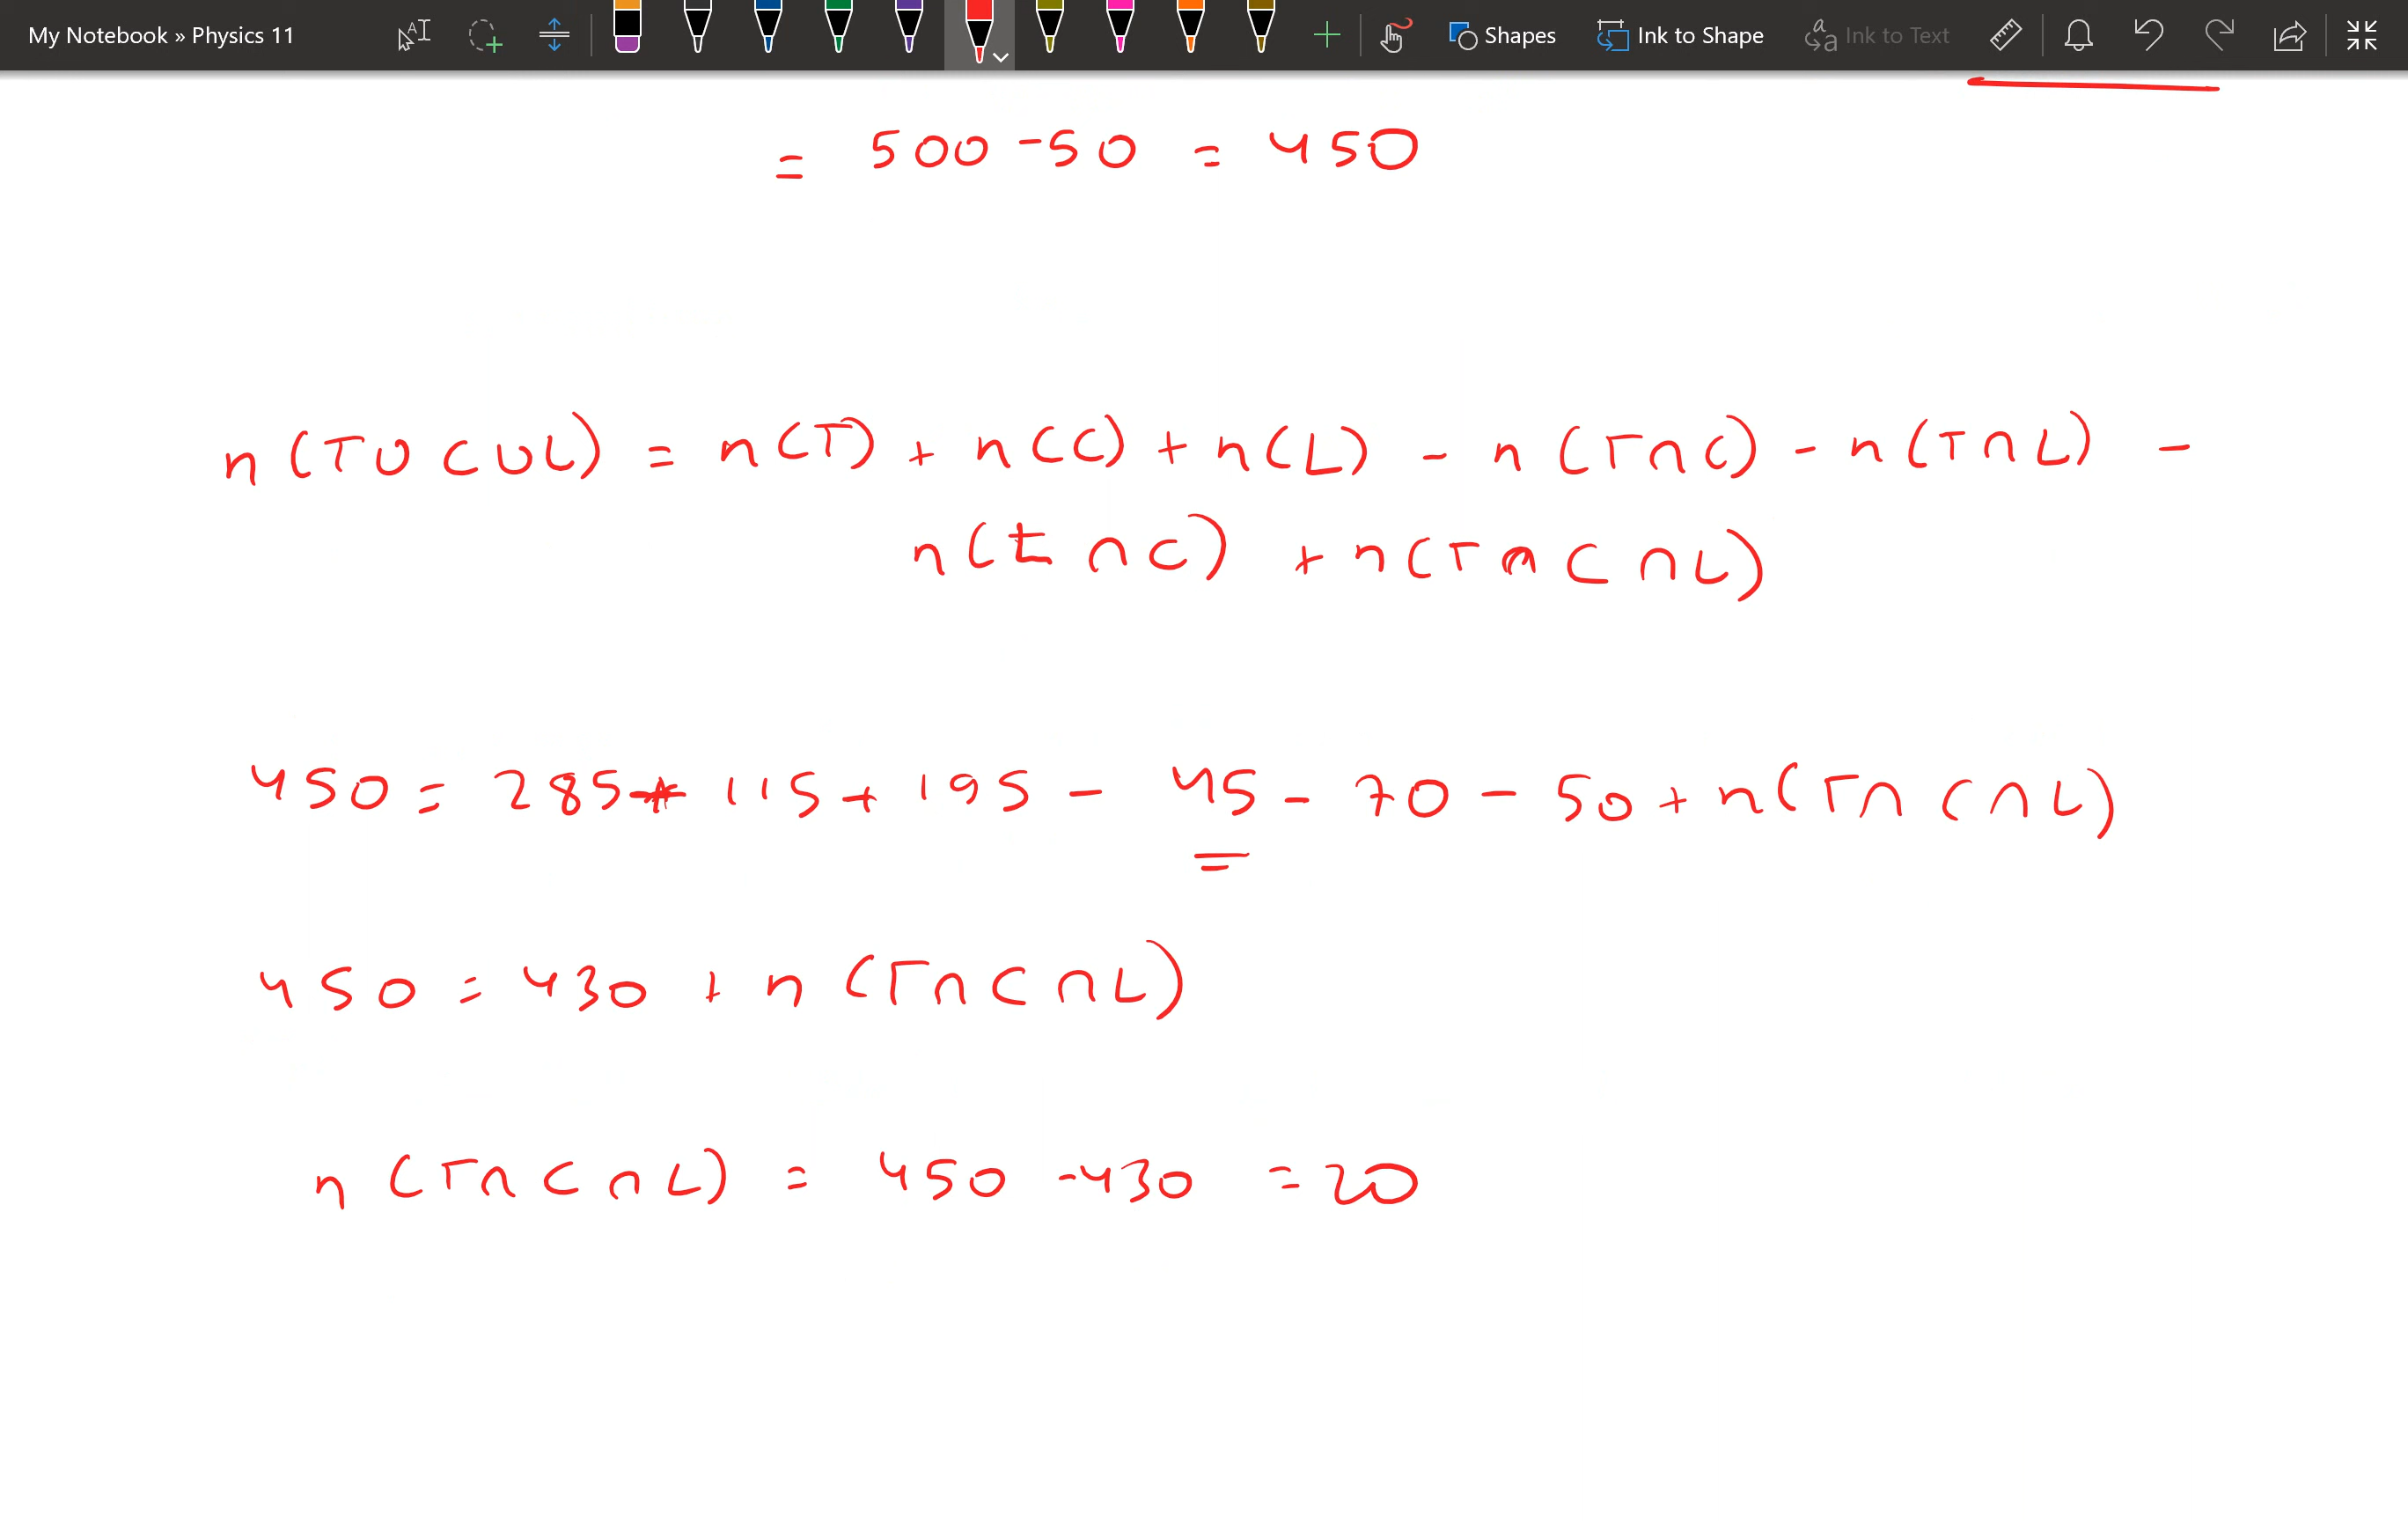 My Notebook » Physics 11 Shapes Ink to Shape Ink to Text
= 500 - 50 = 450
n(T∪C∪L) = n(T) + n(C) + n(L) - n(T∩C) - n(T∩L) -
n(L∩C) + n(T∩C∩L)
450 = 285 + 115 + 195 - 45 - 70 - 50 + n(T∩C∩L)
450 = 430 + n(T∩C∩L)
n(T∩C∩L) = 450 - 430 = 20